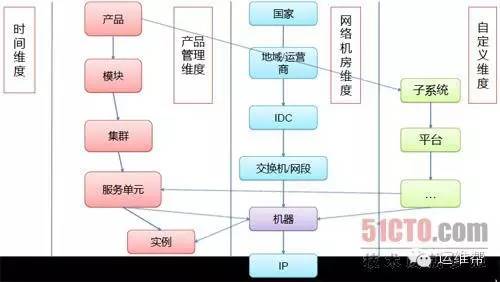 时间维度
产品
模块
集群
服务单元
实例
产品
管理
维度
国家
地域/运营
商
IDC
交换机/网段
机器
IP
网络机房维度
子系统
平台
...
自定义维度
51CTO.com
运维帮